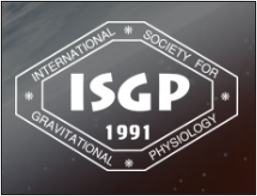 INTERNATIONAL * SOCIETY FOR
ISGP
1991
GRAVITATIONAL * PHYSIOLOGY